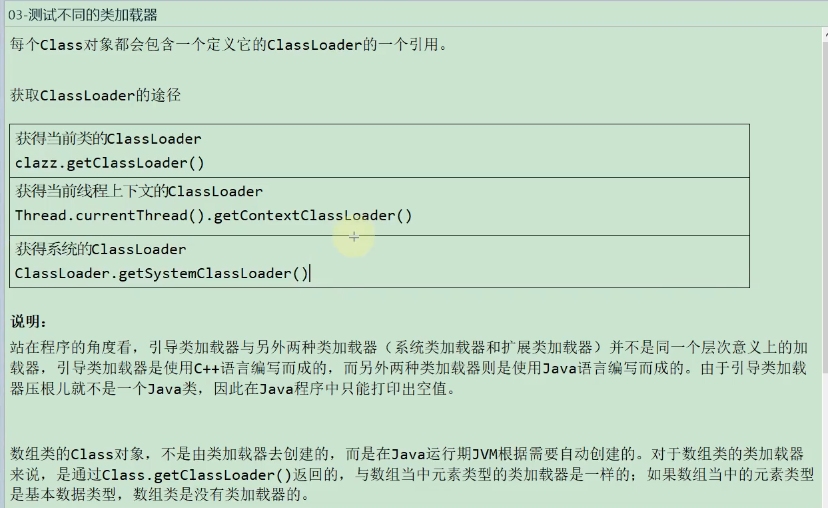 03-测试不同的类加载器
每个Class对象都会包含一个定义它的ClassLoader的一个引用。
获取ClassLoader的途径
获得当前类的ClassLoader
clazz.getClassLoader()
获得当前线程上下文的ClassLoader
Thread.currentThread().getContextClassLoader()
获得系统的ClassLoader
ClassLoader.getSystemClassLoader()
说明:
站在程序的角度看，引导类加载器与另外两种类加载器（系统类加载器和扩展类加载器）并不是同一个层次意义上的加
载器，引导类加载器是使用C++语言编写而成的，而另外两种类加载器则是使用Java语言编写而成的。由于引导类加载
器压根儿就不是一个Java类，因此在Java程序中只能打印出空值。
数组类的Class对象，不是由类加载器去创建的，而是在Java运行期JVM根据需要自动创建的。对于数组类的类加载器
来说，是通过Class.getClassLoader()返回的，与数组当中元素类型的类加载器是一样的；如果数组当中的元素类型
是基本数据类型，数组类是没有类加载器的。